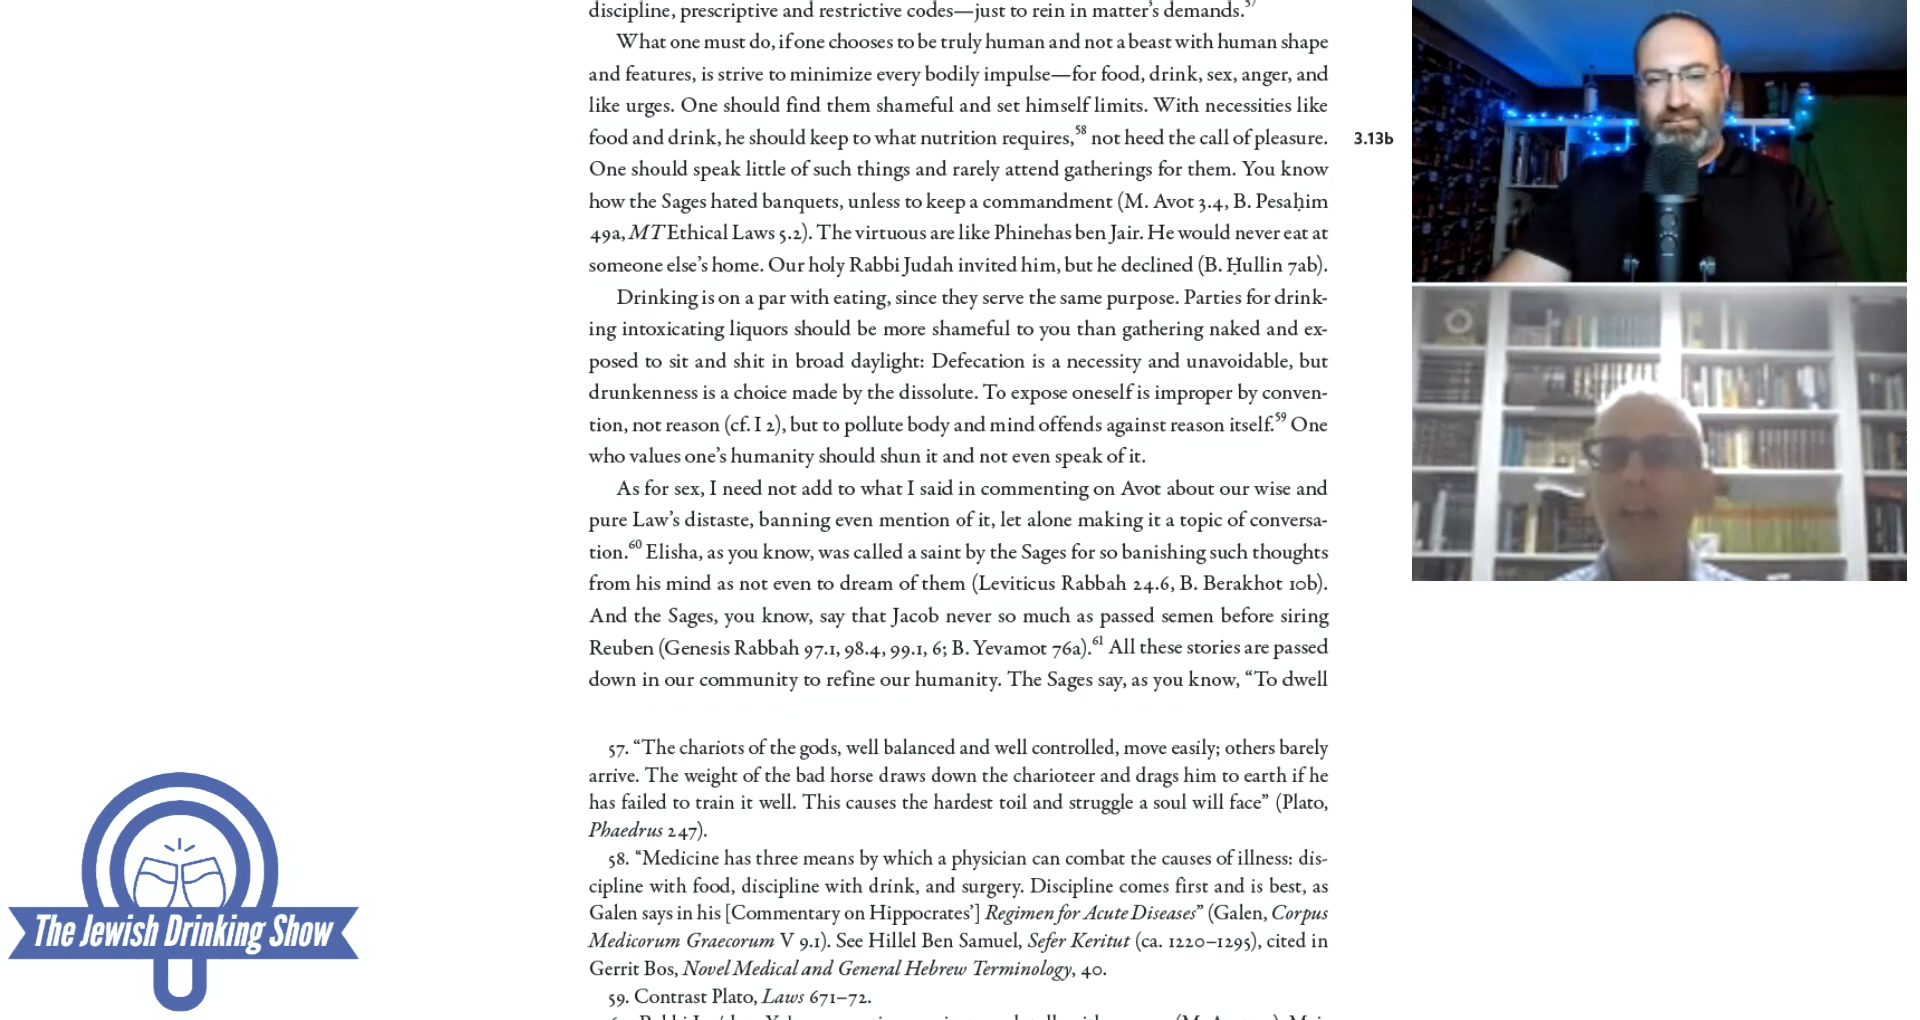 discipline, prescriptive and restrictive codes—just to rein in matter’s demands.57
What one must do, if one chooses to be truly human and not a beast with human shape
and features, is strive to minimize every bodily impulse—for food, drink, sex, anger, and
like urges. One should find them shameful and set himself limits. With necessities like
food and drink, he should keep to what nutrition requires,58 not heed the call of pleasure.
3.13b
One should speak little of such things and rarely attend gatherings for them. You know
how the Sages hated banquets, unless to keep a commandment (M. Avot 3.4, B. Pesaḥim
49a, MT Ethical Laws 5.2). The virtuous are like Phinehas ben Jair. He would never eat at
someone else’s home. Our holy Rabbi Judah invited him, but he declined (B. Ḥullin 7ab).
Drinking is on a par with eating, since they serve the same purpose. Parties for drink-
ing intoxicating liquors should be more shameful to you than gathering naked and ex-
posed to sit and shit in broad daylight: Defecation is a necessity and unavoidable, but
drunkenness is a choice made by the dissolute. To expose oneself is improper by conven-
tion, not reason (cf. I 2), but to pollute body and mind offends against reason itself.59 One
who values one’s humanity should shun it and not even speak of it.
As for sex, I need not add to what I said in commenting on Avot about our wise and
pure Law’s distaste, banning even mention of it, let alone making it a topic of conversa-
tion.60 Elisha, as you know, was called a saint by the Sages for so banishing such thoughts
from his mind as not even to dream of them (Leviticus Rabbah 24.6, B. Berakhot 10b).
And the Sages, you know, say that Jacob never so much as passed semen before siring
Reuben (Genesis Rabbah 97.1, 98.4, 99.1, 6; B. Yevamot 76a).61 All these stories are passed
down in our community to refine our humanity. The Sages say, as you know, “To dwell
57. “The chariots of the gods, well balanced and well controlled, move easily; others barely
arrive. The weight of the bad horse draws down the charioteer and drags him to earth if he
has failed to train it well. This causes the hardest toil and struggle a soul will face” (Plato,
Phaedrus 247).
58. “Medicine has three means by which a physician can combat the causes of illness: dis-
cipline with food, discipline with drink, and surgery. Discipline comes first and is best, as
Galen says in his [Commentary on Hippocrates’] Regimen for Acute Diseases” (Galen, Corpus
Medicorum Graecorum V 9.1). See Hillel Ben Samuel, Sefer Keritut (ca. 1220–1295), cited in
Gerrit Bos, Novel Medical and General Hebrew Terminology, 40.
59. Contrast Plato, Laws 671–72.
The Jewish Drinking Show